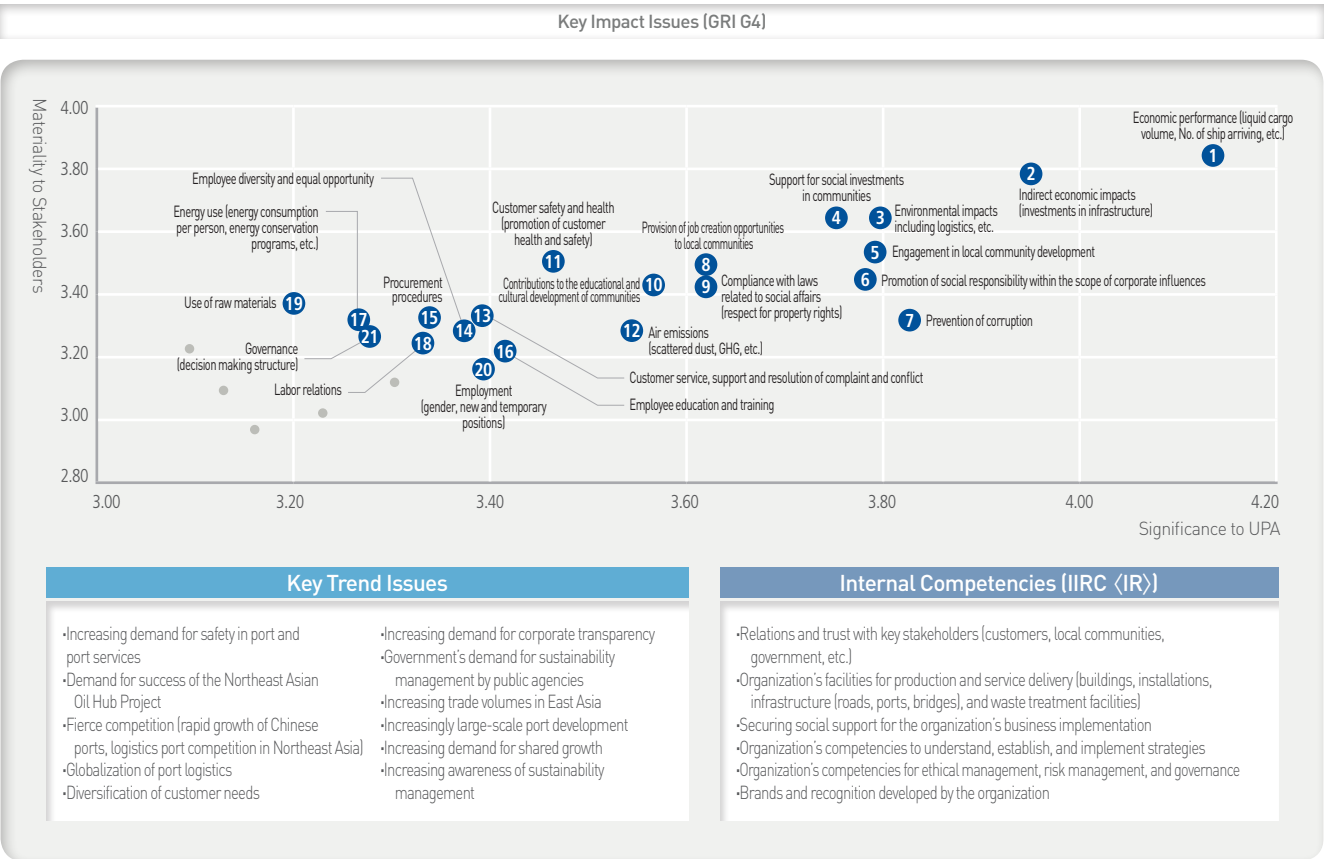 Key Impact Issues (GRI G4)
Materiality to Stakeholders
4.00
3.80
3.60
3.40
3.20
3.00
2.80
3.00
3.20
3.40
3.60
3.80
4.00
4.20
Significance to UPA
Economic performance (liquid cargo
volume, No. of ship arriving, etc.)
1
2
Indirect economic impacts
(investments in infrastructure)
Support for social investments
in communities
4
3
Environmental impacts
including logistics, etc.
5
Engagement in local community development
6
Promotion of social responsibility within the scope of corporate influences
7
Prevention of corruption
Provision of job creation opportunities
to local communities
8
9
Compliance with laws
related to social affairs
(respect for property rights)
Customer safety and health
(promotion of customer
health and safety)
11
Contributions to the educational and
cultural development of communities
10
12
Air emissions
(scattered dust, GHG, etc.)
Employee diversity and equal opportunity
Energy use (energy consumption
per person, energy conservation
programs, etc.)
Procurement
procedures
Use of raw materials
19
17
21
15
18
14
13
16
20
Governance
(decision making structure)
Labor relations
Employment
(gender, new and temporary
positions)
Customer service, support and resolution of complaint and conflict
Employee education and training
Key Trend Issues
·Increasing demand for safety in port and
port services
·Demand for success of the Northeast Asian
Oil Hub Project
·Fierce competition (rapid growth of Chinese
ports, logistics port competition in Northeast Asia)
·Globalization of port logistics
·Diversification of customer needs
·Increasing demand for corporate transparency
·Government's demand for sustainability
management by public agencies
·Increasing trade volumes in East Asia
·Increasingly large-scale port development
·Increasing demand for shared growth
·Increasing awareness of sustainability
management
Internal Competencies (IIRC 〈IR〉)
·Relations and trust with key stakeholders (customers, local communities,
government, etc.)
·Organization's facilities for production and service delivery (buildings, installations,
infrastructure (roads, ports, bridges), and waste treatment facilities)
·Securing social support for the organization's business implementation
·Organization's competencies to understand, establish, and implement strategies
·Organization's competencies for ethical management, risk management, and governance
·Brands and recognition developed by the organization